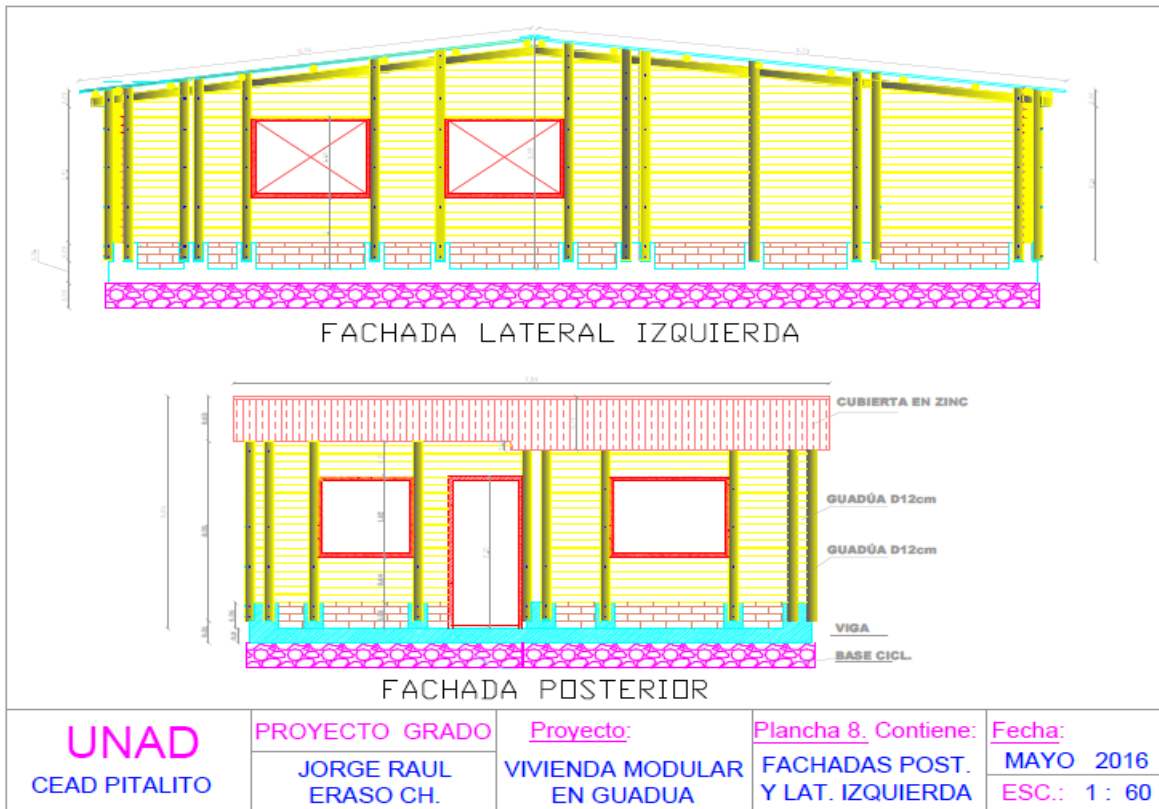 FACHADA LATERAL IZQUIERDA
CUBIERTA EN ZINC
GUADÚA D12cm
GUADÚA D12cm
VIGA
BASE CICL.
FACHADA POSTERIOR
UNAD
CEAD PITALITO
PROYECTO GRADO
JORGE RAUL
ERASO CH.
Proyecto:
VIVIENDA MODULAR
EN GUADUA
Plancha 8. Contiene:
FACHADAS POST.
Y LAT. IZQUIERDA
Fecha:
MAYO 2016
ESC.: 1 : 60